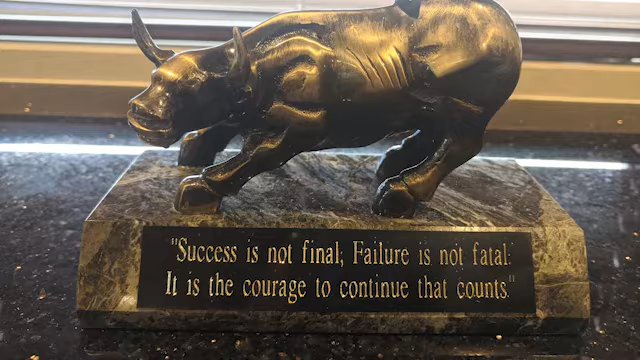 "Success is not final; Failure is not fatal:
It is the courage to continue that counts."